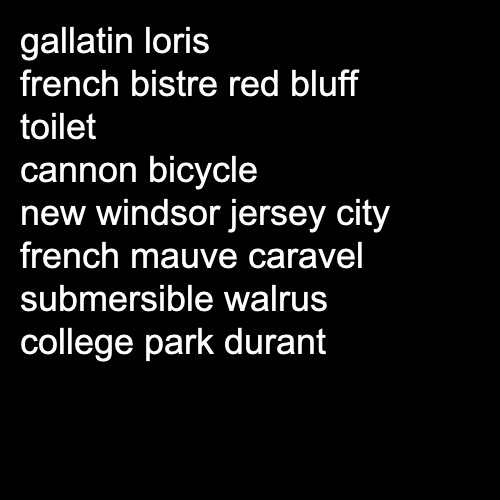 gallatin loris
french bistre red bluff
toilet
cannon bicycle
new windsor jersey city
french mauve caravel
submersible walrus
college park durant